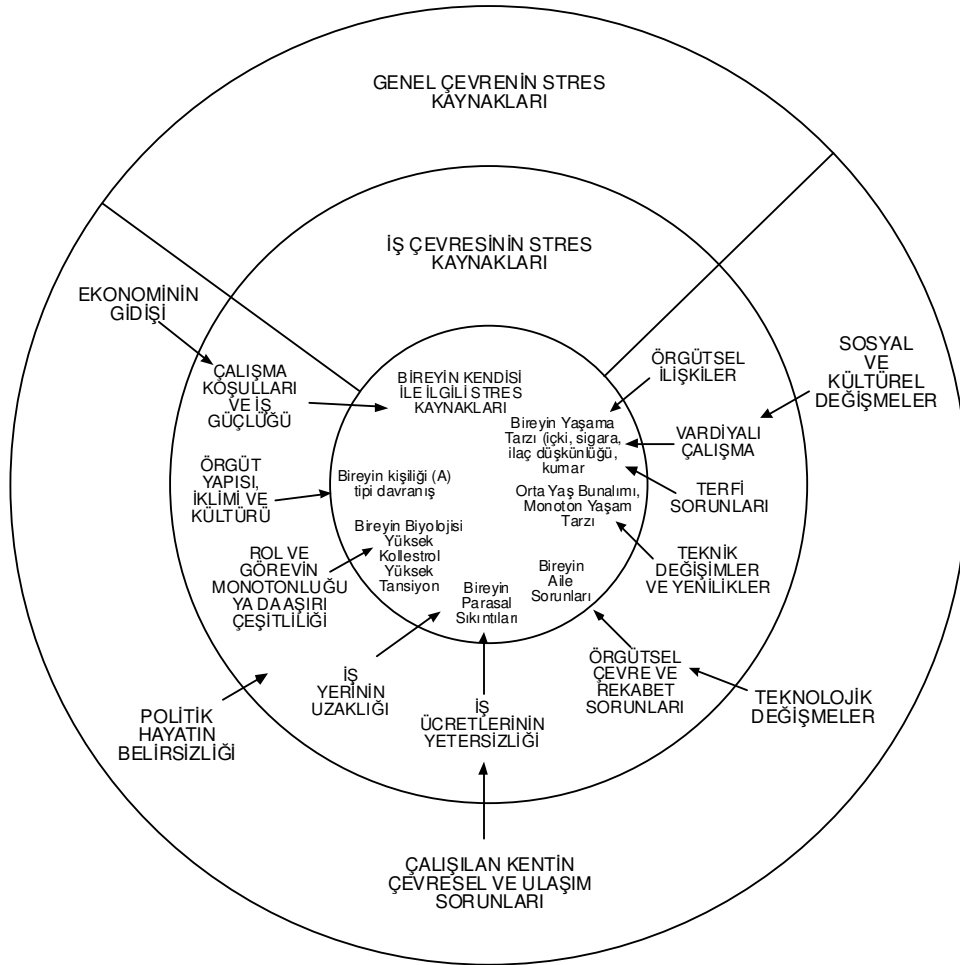 GENEL ÇEVRENİN STRES
KAYNAKLARI
İŞ ÇEVRESİNİN STRES
KAYNAKLARI
EKONOMİNİN
GİDİŞİ
ÇALIŞMA
KOŞULLARI
VE İŞ
GÜÇLÜĞÜ
BİREYİN KENDİSİ
İLE İLGİLİ STRES
KAYNAKLARI
ÖRGÜTSEL
İLİŞKİLER
SOSYAL
VE
KÜLTÜREL
DEĞİŞMELER
Bireyin Yaşama
Tarzı (içki, sigara,
ilaç düşkünlüğü,
kumar
VARDİYALI
ÇALIŞMA
ÖRGÜT
YAPISI,
İKLİMİ VE
KÜLTÜRÜ
Bireyin kişiliği (A)
tipi davranış
Orta Yaş Bunalımı,
Monoton Yaşam
Tarzı
TERFİ
SORUNLARI
ROL VE
GÖREVİN
MONOTONLUĞU
YA DA AŞIRI
ÇEŞİTLİLİĞİ
Bireyin Biyolojisi
Yüksek
Kollestrol
Yüksek
Tansiyon
Bireyin
Parasal
Sıkıntıları
Bireyin
Aile
Sorunları
TEKNİK
DEĞİŞİMLER
VE YENİLİKLER
POLİTİK
HAYATIN
BELİRSİZLİĞİ
İŞ
YERİNİN
UZAKLIĞI
İŞ
ÜCRETLERİNİN
YETERSİZLİĞİ
ÖRGÜTSEL
ÇEVRE VE
REKABET
SORUNLARI
TEKNOLOJİK
DEĞİŞMELER
ÇALIŞILAN KENTİN
ÇEVRESEL VE ULAŞIM
SORUNLARI